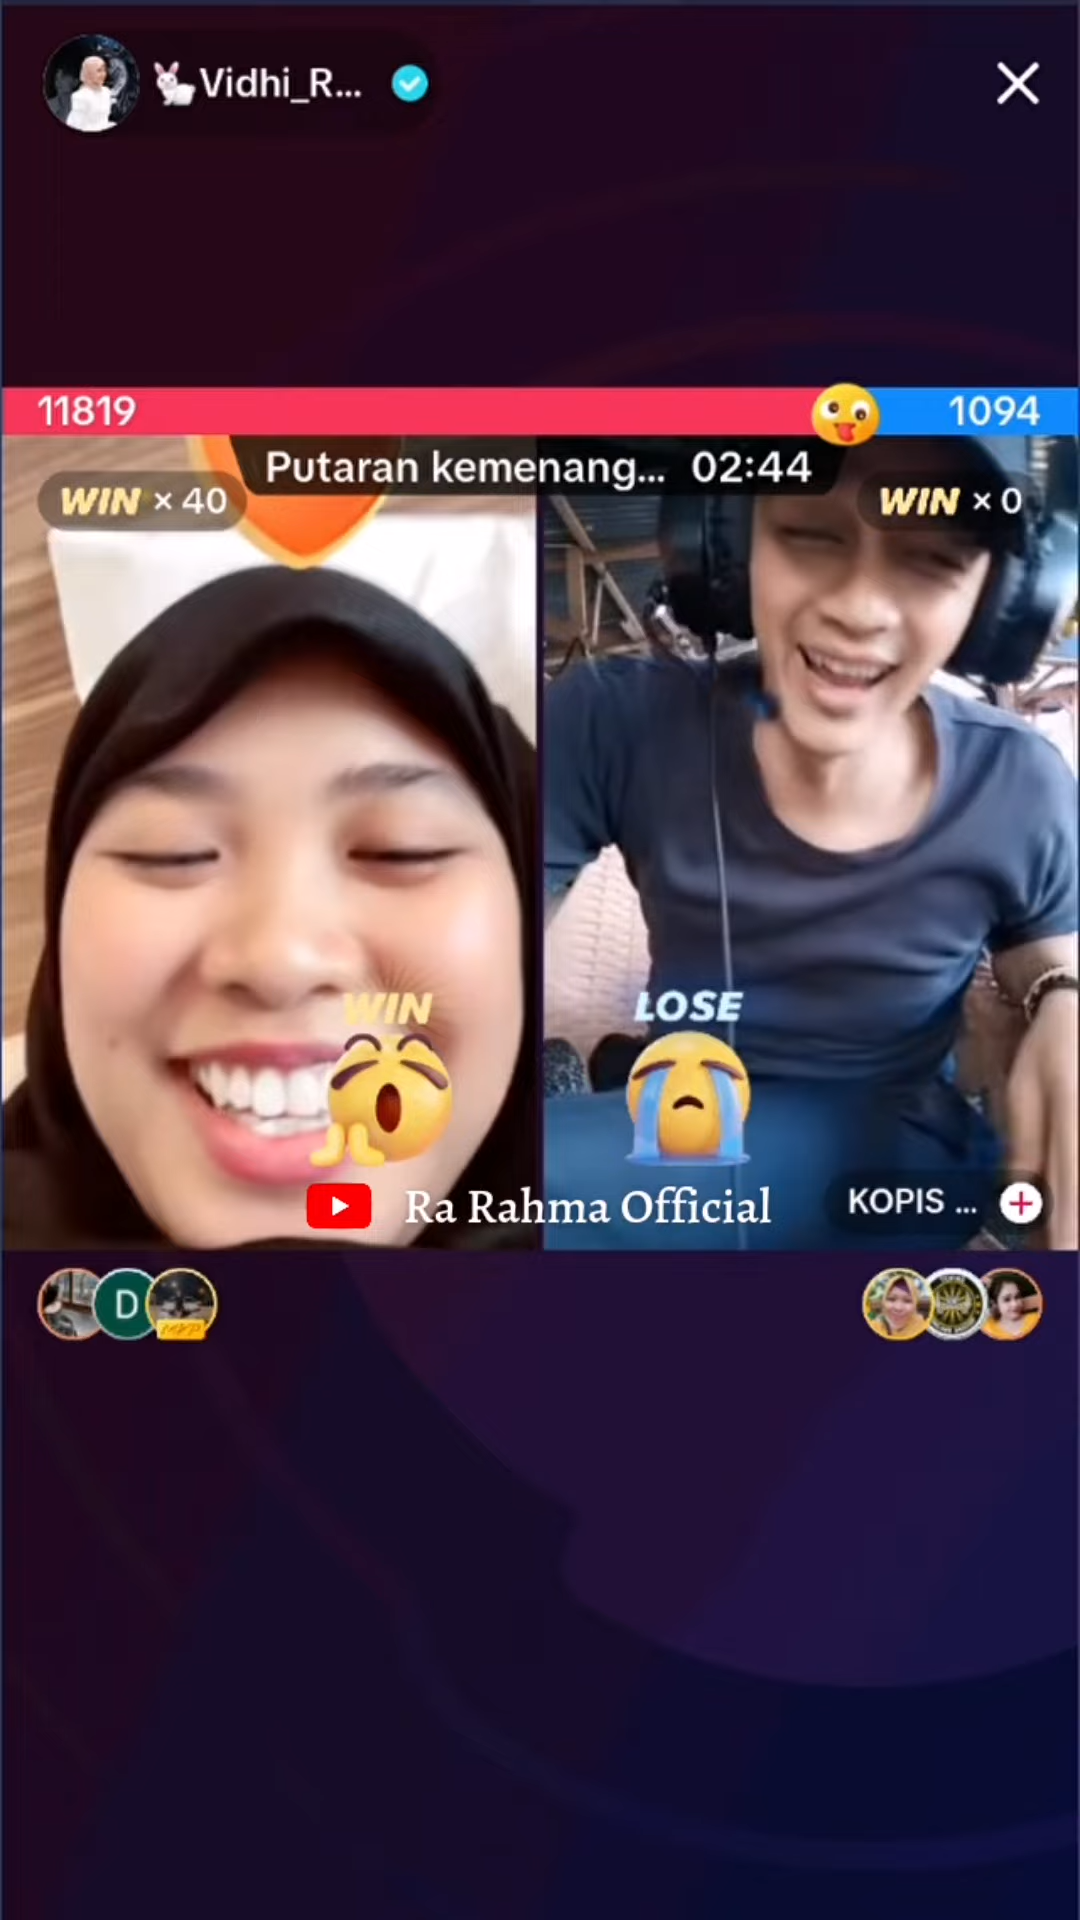 Vidhi_R...
11819
1094
Putaran kemenang... 02:44
WIN × 40
WIN × 0
WIN
LOSE
Ra Rahma Official
KOPIS ...
D